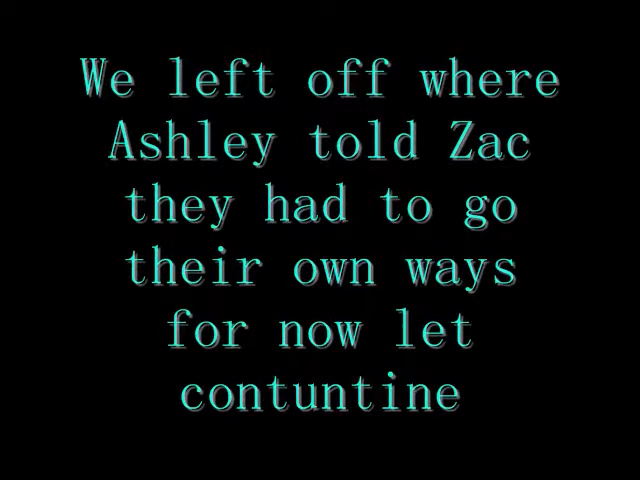 We left off where
Ashley told Zac
they had to go
their own ways
for now let
contuntine